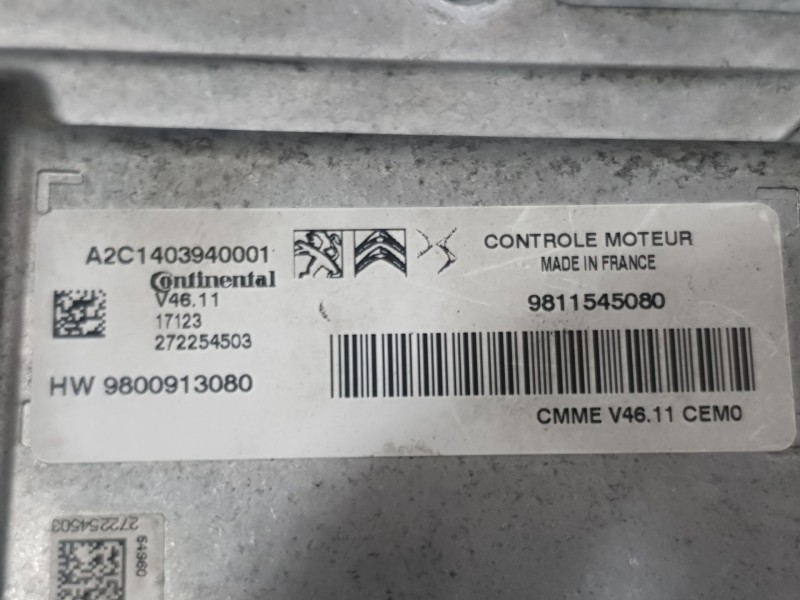 A2C1403940001
Continental
V46.11
17123
272254503
HW 9800913080
CONTROLE MOTEUR
MADE IN FRANCE
9811545080
CMME V46.11 CEM0
272254503
64960